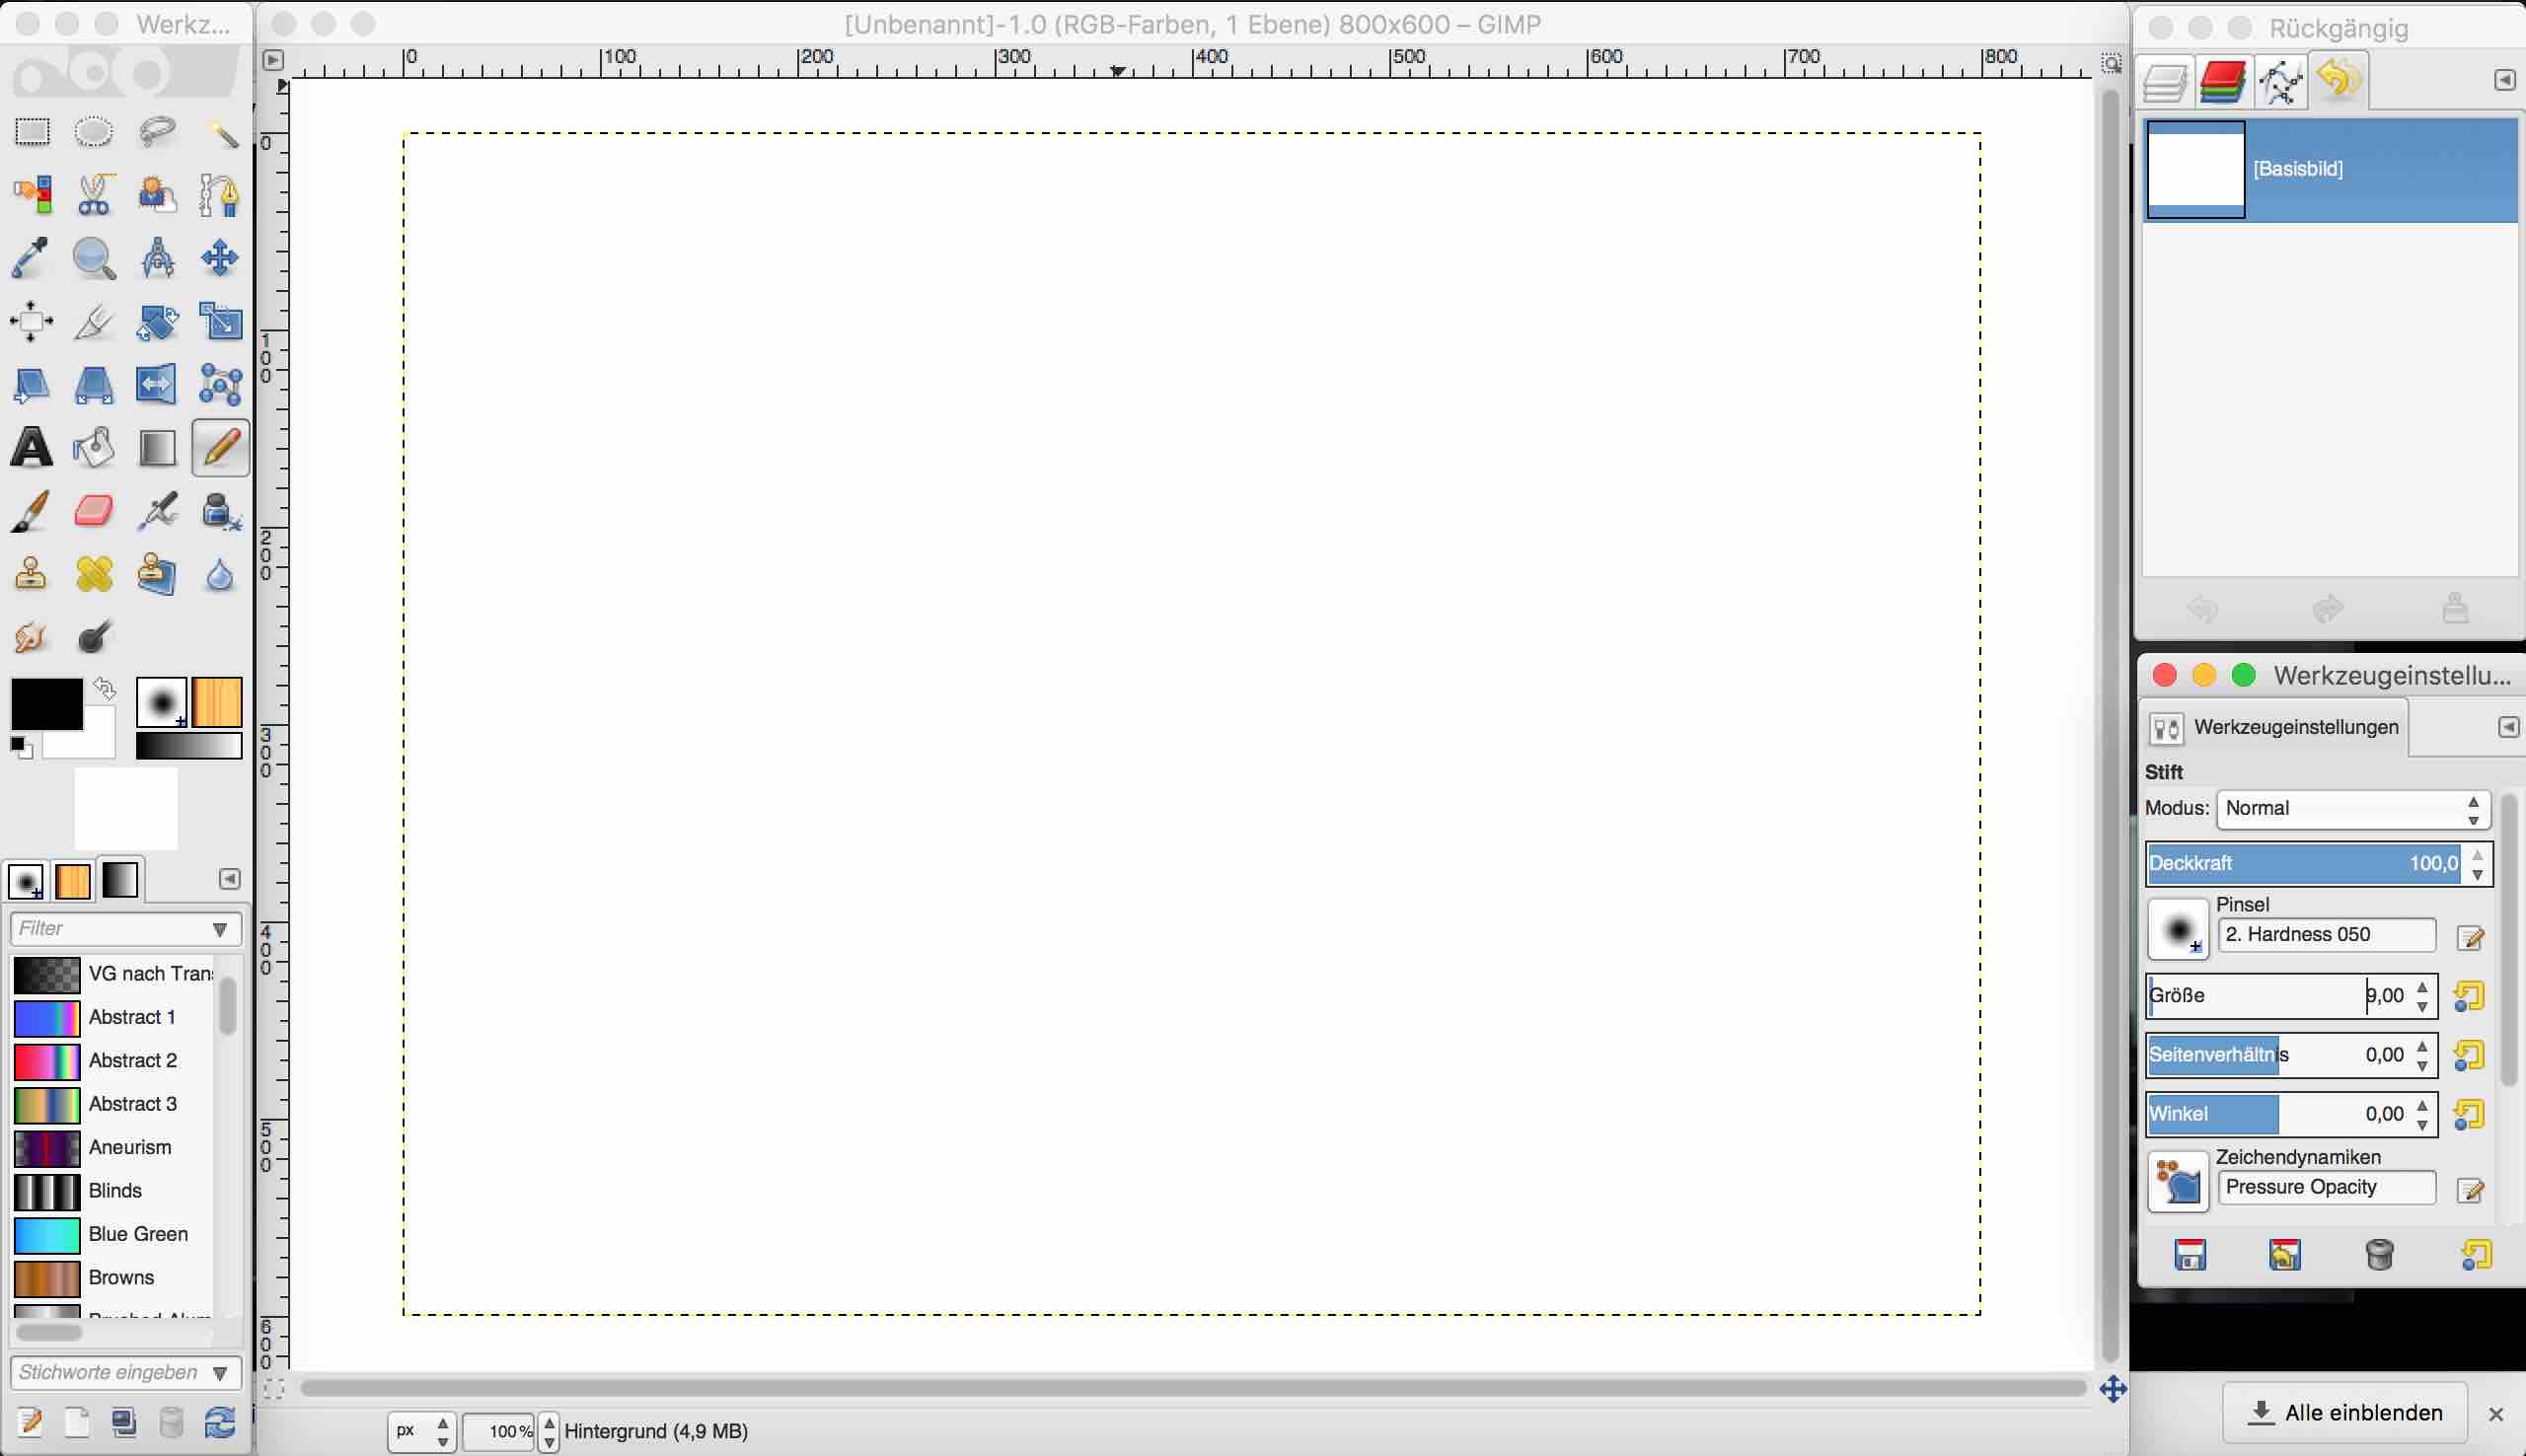 Werkz...
[Unbenannt]-1.0 (RGB-Farben, 1 Ebene) 800x600 – GIMP
Rückgängig
0 100 200 300 400 500 600 700 800
0
100
200
300
400
500
600
[Basisbild]
Werkzeugeinstellu...
Werkzeugeinstellungen
Stift
Modus: Normal
Deckkraft 100,0
Pinsel
2. Hardness 050
Größe 9,00
Seitenverhältnis 0,00
Winkel 0,00
Zeichendynamiken
Pressure Opacity
Filter
VG nach Tran
Abstract 1
Abstract 2
Abstract 3
Aneurism
Blinds
Blue Green
Browns
Stichworte eingeben
px 100 % Hintergrund (4,9 MB)
Alle einblenden